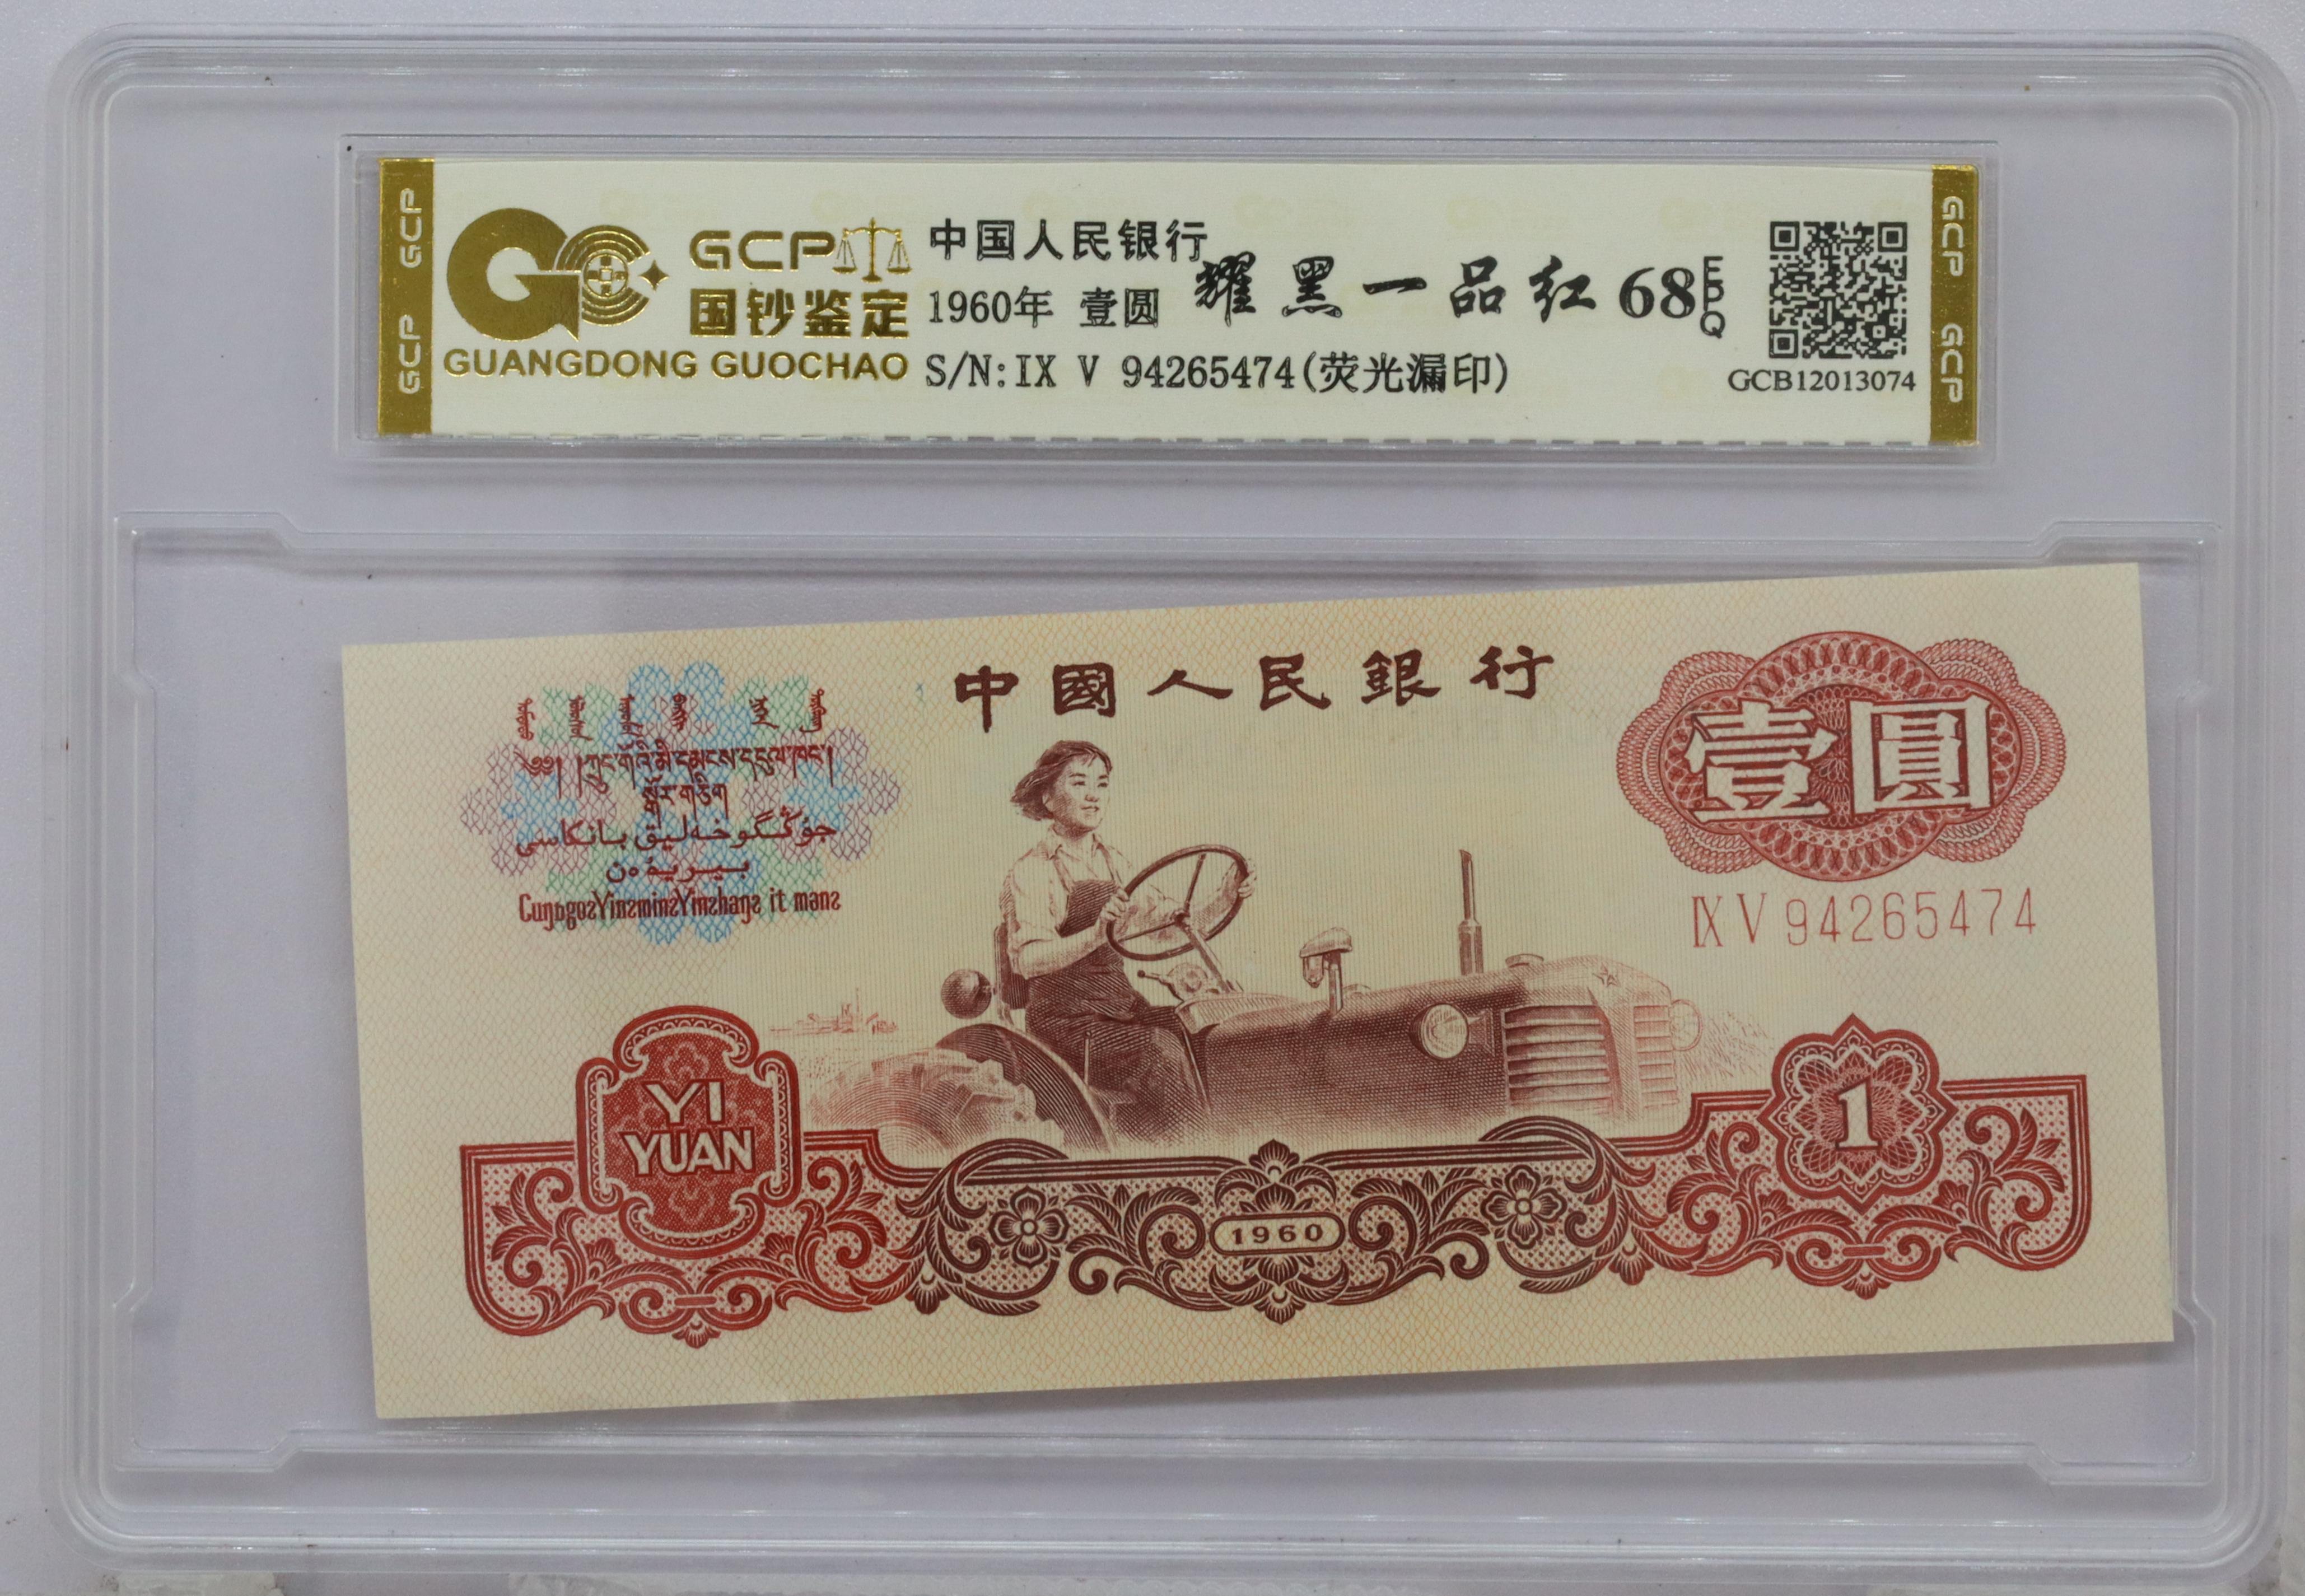 GCP GCP
GCP
国钞鉴定
GUANGDONG GUOCHAO
中国人民银行
1960年 壹圆
S/N:IX V 94265474(荧光漏印)
耀黑一品红 68 EPQ
GCB12013074
GCP GCP
中國人民銀行
壹圓
IX V 94265474
YI
YUAN
1960
1